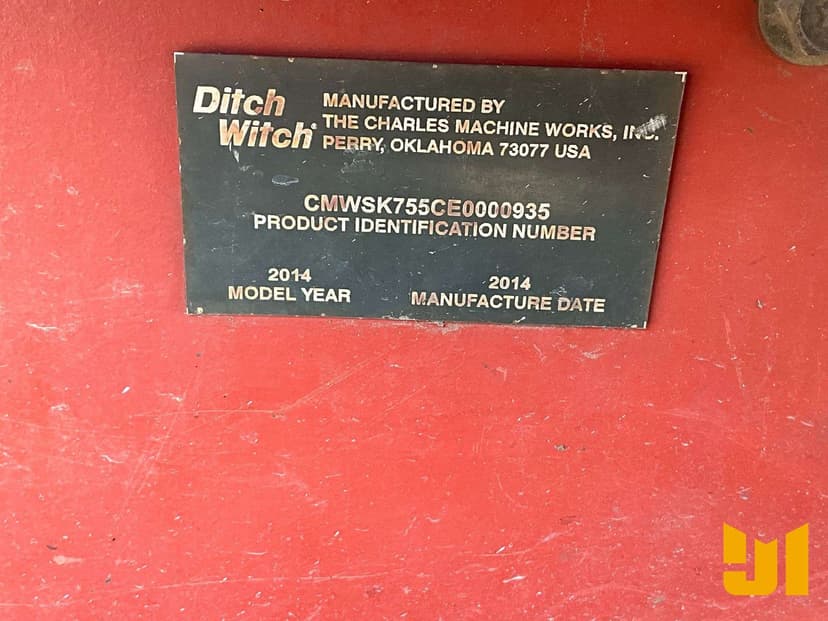 Ditch Witch
MANUFACTURED BY
THE CHARLES MACHINE WORKS, INC.
PERRY, OKLAHOMA 73077 USA
CMWSK755CE0000935
PRODUCT IDENTIFICATION NUMBER
2014
MODEL YEAR
2014
MANUFACTURE DATE